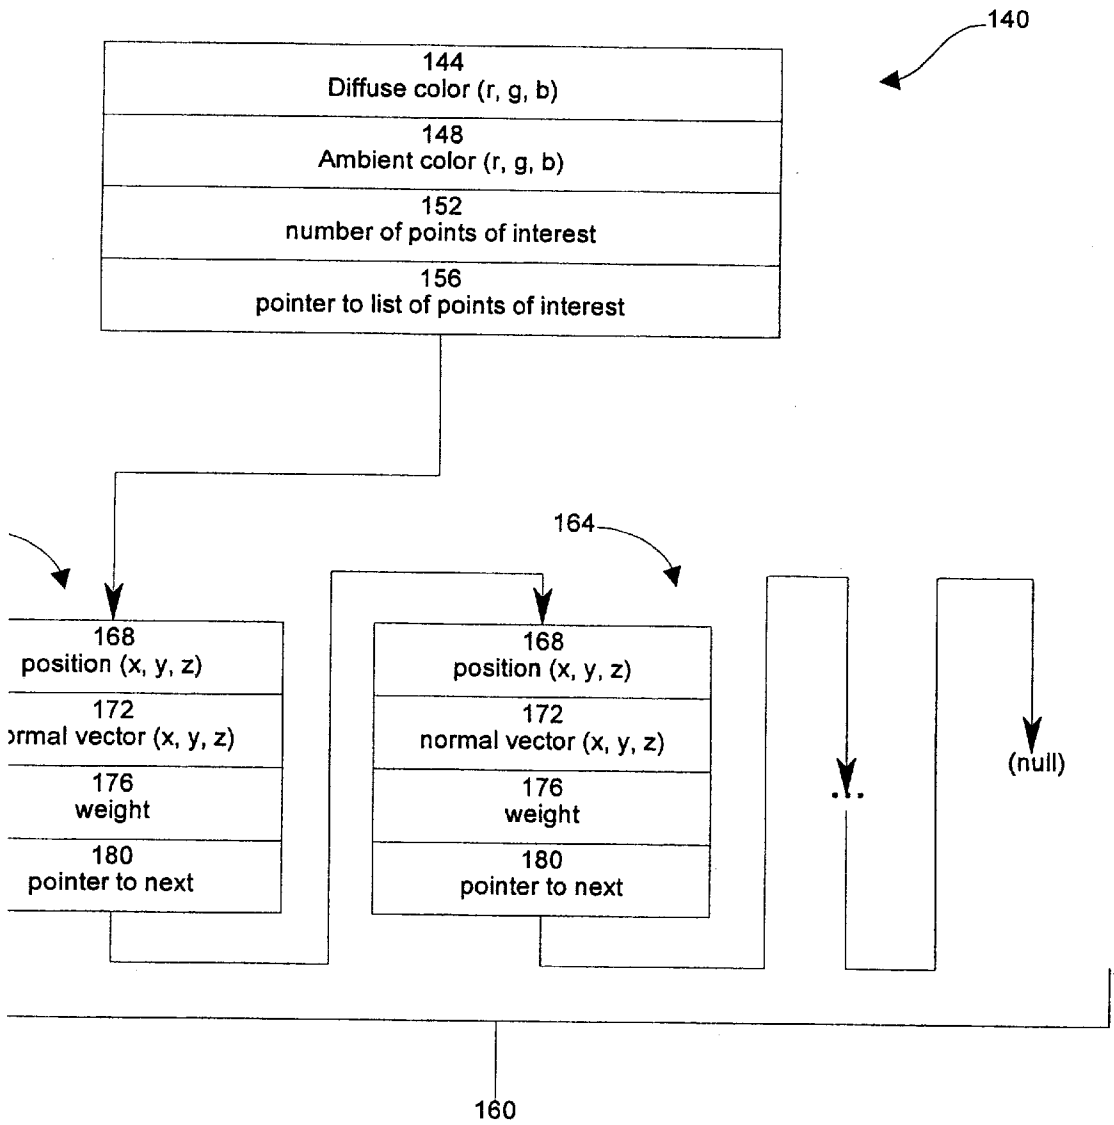 140
144
Diffuse color (r, g, b)
148
Ambient color (r, g, b)
152
number of points of interest
156
pointer to list of points of interest
164
168
position (x, y, z)
172
ormal vector (x, y, z)
176
weight
180
pointer to next
168
position (x, y, z)
172
normal vector (x, y, z)
176
weight
180
pointer to next
...
(null)
160